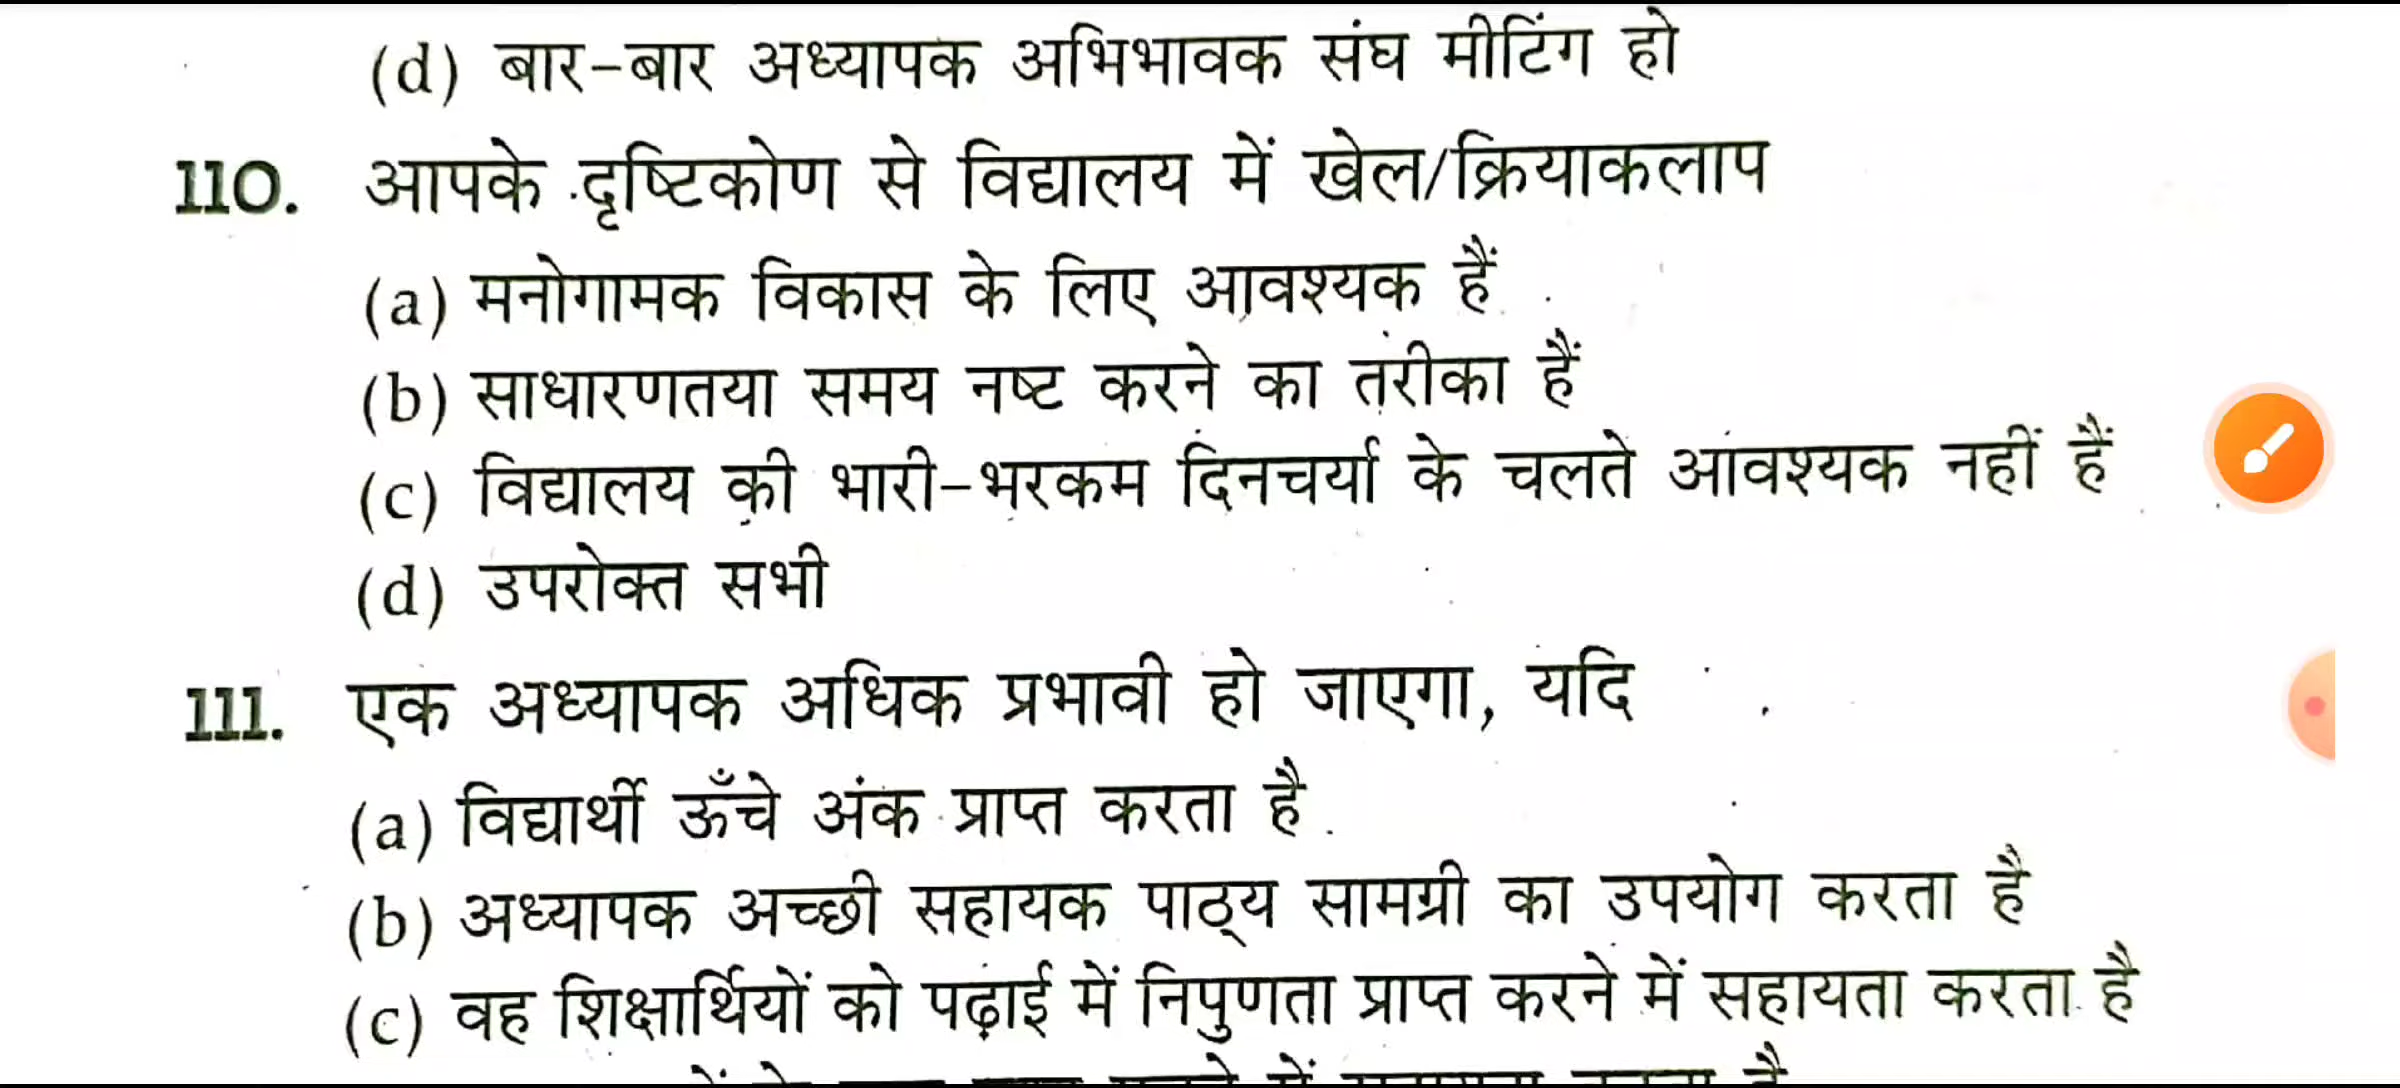 (d) बार-बार अध्यापक अभिभावक संघ मीटिंग हो
110. आपके दृष्टिकोण से विद्यालय में खेल/क्रियाकलाप
(a) मनोगामक विकास के लिए आवश्यक हैं
(b) साधारणतया समय नष्ट करने का तरीका हैं
(c) विद्यालय की भारी-भरकम दिनचर्या के चलते आवश्यक नहीं हैं
(d) उपरोक्त सभी
111. एक अध्यापक अधिक प्रभावी हो जाएगा, यदि
(a) विद्यार्थी ऊँचे अंक प्राप्त करता है
(b) अध्यापक अच्छी सहायक पाठ्य सामग्री का उपयोग करता है
(c) वह शिक्षार्थियों को पढ़ाई में निपुणता प्राप्त करने में सहायता करता है